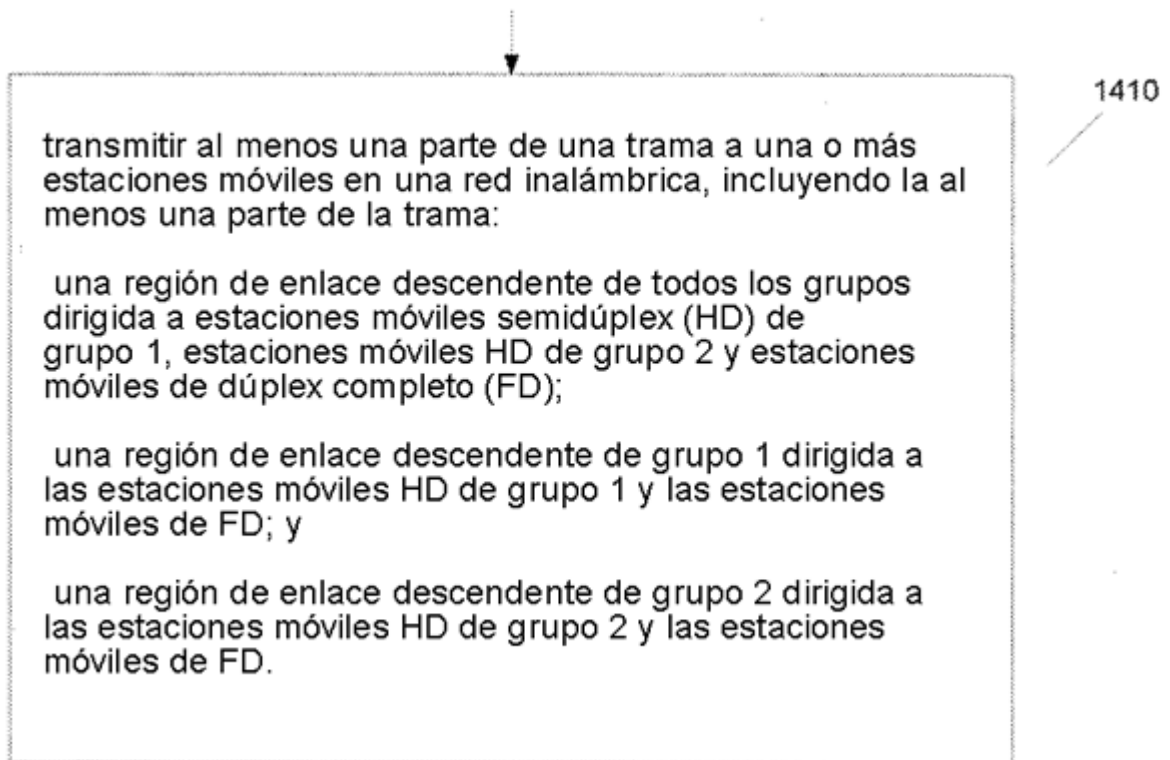 1410
transmitir al menos una parte de una trama a una o más
estaciones móviles en una red inalámbrica, incluyendo la al
menos una parte de la trama:
una región de enlace descendente de todos los grupos
dirigida a estaciones móviles semidúplex (HD) de
grupo 1, estaciones móviles HD de grupo 2 y estaciones
móviles de dúplex completo (FD);
una región de enlace descendente de grupo 1 dirigida a
las estaciones móviles HD de grupo 1 y las estaciones
móviles de FD; y
una región de enlace descendente de grupo 2 dirigida a
las estaciones móviles HD de grupo 2 y las estaciones
móviles de FD.